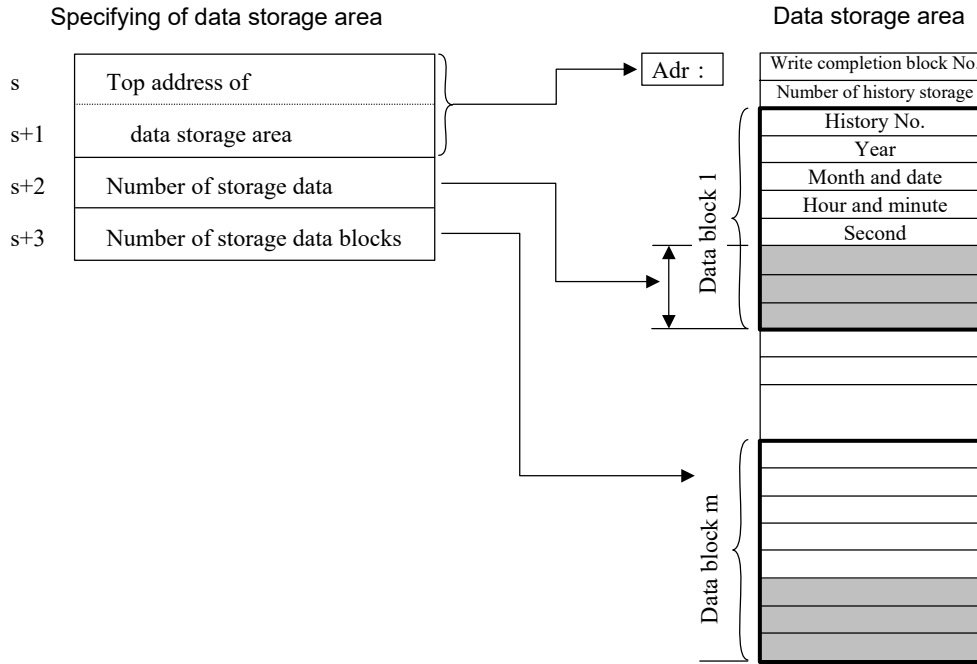 Specifying of data storage area
Data storage area
s
Top address of
s+1
data storage area
s+2
Number of storage data
s+3
Number of storage data blocks
Adr :
Write completion block No.
Number of history storage
History No.
Year
Month and date
Hour and minute
Second
Data block 1
Data block m